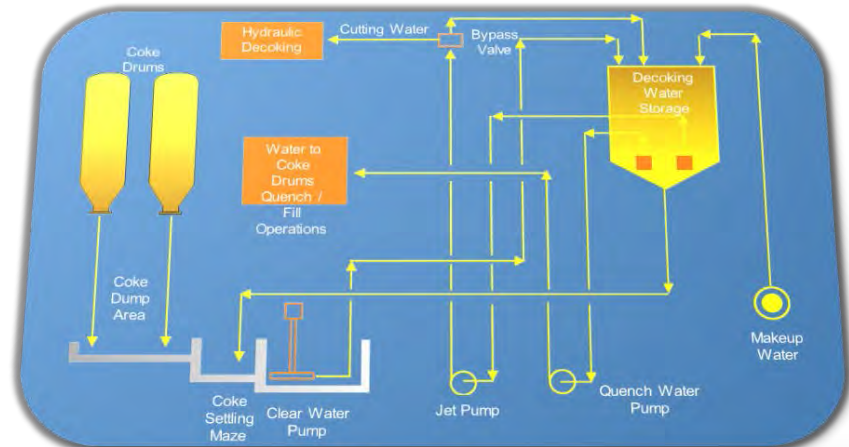 Coke
Drums
Hydraulic
Decoking
Cutting Water
Bypass
Valve
Decoking
Water
Storage
Water to
Coke
Drums
Quench /
Fill
Operations
Coke
Dump
Area
Coke
Settling
Maze
Clear Water
Pump
Jet Pump
Quench Water
Pump
Makeup
Water